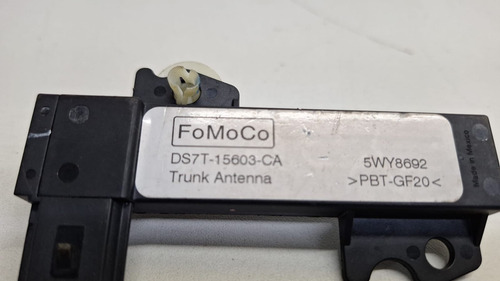 FoMoCo
DS7T-15603-CA 5WY8692
Trunk Antenna >PBT-GF20<
Made in Mexico